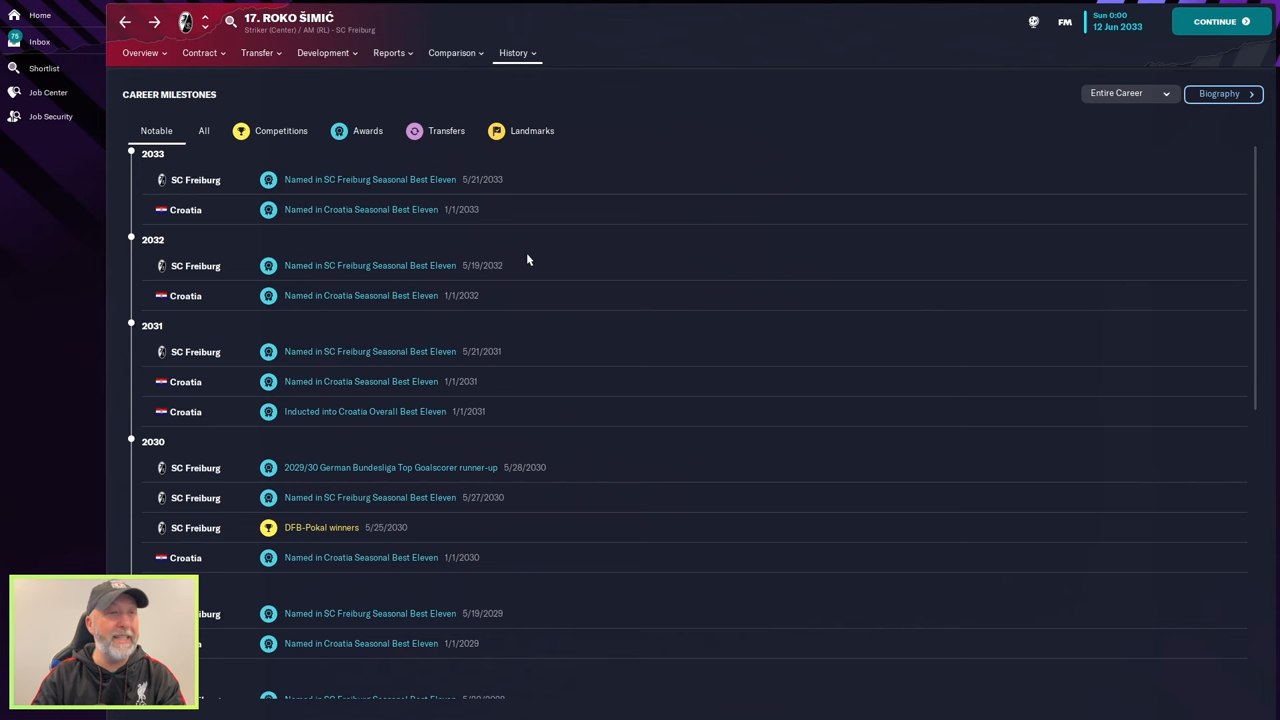 Home
75
Inbox
Shortlist
Job Center
Job Security
17. ROKO ŠIMIĆ
Striker (Center) / AM (RL) - SC Freiburg
FM
Sun 0:00
12 Jun 2033
CONTINUE
Overview
Contract
Transfer
Development
Reports
Comparison
History
CAREER MILESTONES
Entire Career
Biography
Notable
All
Competitions
Awards
Transfers
Landmarks
2033
SC Freiburg Named in SC Freiburg Seasonal Best Eleven 5/21/2033
Croatia Named in Croatia Seasonal Best Eleven 1/1/2033
2032
SC Freiburg Named in SC Freiburg Seasonal Best Eleven 5/19/2032
Croatia Named in Croatia Seasonal Best Eleven 1/1/2032
2031
SC Freiburg Named in SC Freiburg Seasonal Best Eleven 5/21/2031
Croatia Named in Croatia Seasonal Best Eleven 1/1/2031
Croatia Inducted into Croatia Overall Best Eleven 1/1/2031
2030
SC Freiburg 2029/30 German Bundesliga Top Goalscorer runner-up 5/28/2030
SC Freiburg Named in SC Freiburg Seasonal Best Eleven 5/27/2030
SC Freiburg DFB-Pokal winners 5/25/2030
Croatia Named in Croatia Seasonal Best Eleven 1/1/2030
iburg Named in SC Freiburg Seasonal Best Eleven 5/19/2029
a Named in Croatia Seasonal Best Eleven 1/1/2029
Named in SC Freiburg Seasonal Best Eleven